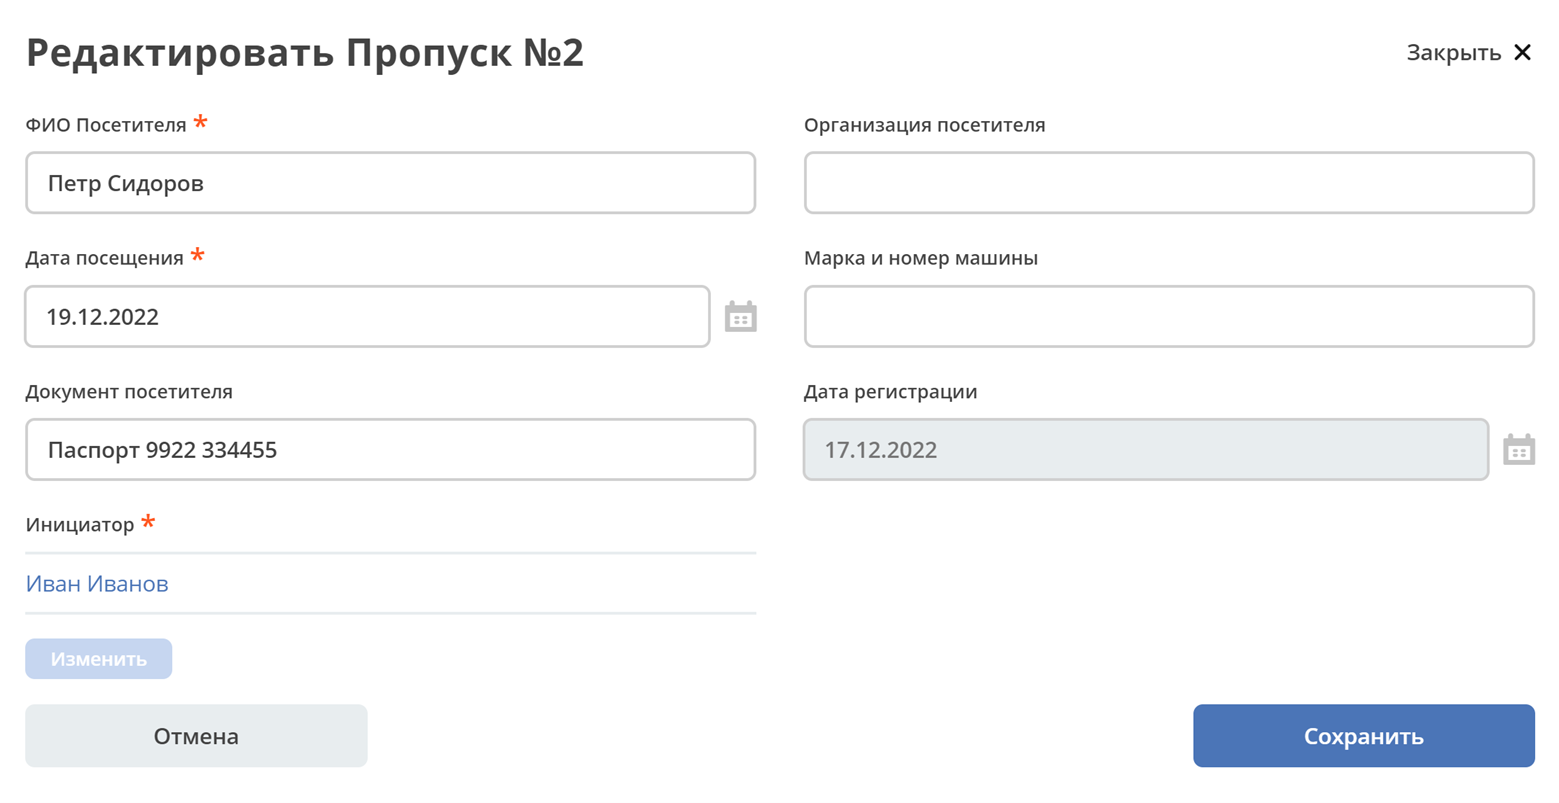 Редактировать Пропуск №2
Закрыть
ФИО Посетителя *
Организация посетителя
Петр Сидоров
Дата посещения *
Марка и номер машины
19.12.2022
Документ посетителя
Дата регистрации
Паспорт 9922 334455
17.12.2022
Инициатор *
Иван Иванов
Изменить
Отмена
Сохранить